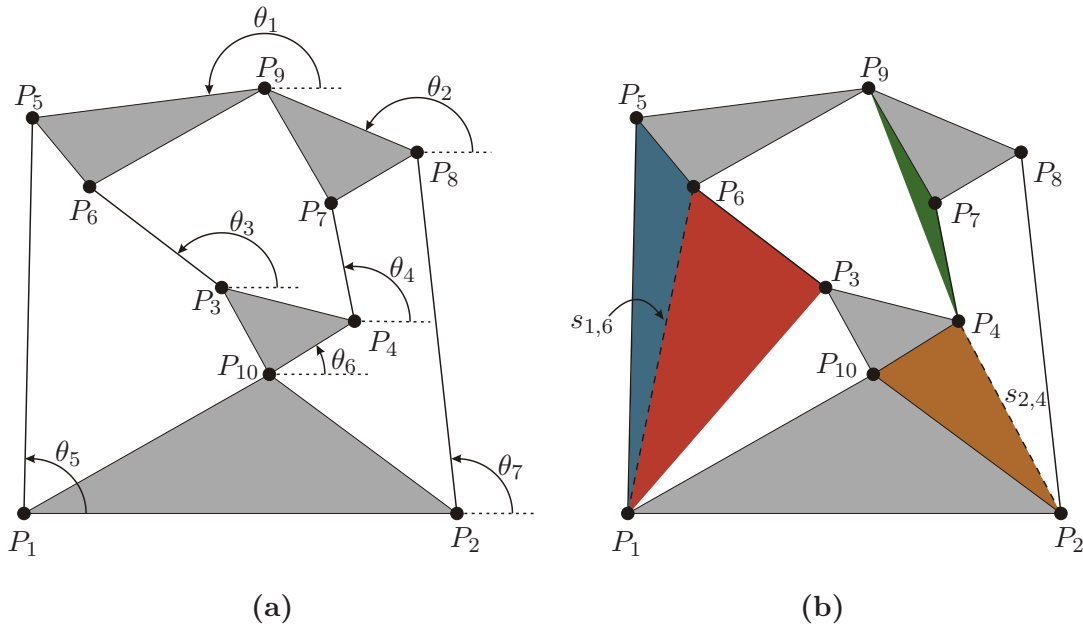 θ₁
P₉
P₅
θ₂
P₈
P₆
P₇
θ₃
P₃
θ₄
P₄
P₁₀
θ₆
θ₅
θ₇
P₁
P₂
(a)
P₉
P₅
P₈
P₆
P₇
P₃
s₁,₆
P₄
P₁₀
s₂,₄
P₁
P₂
(b)